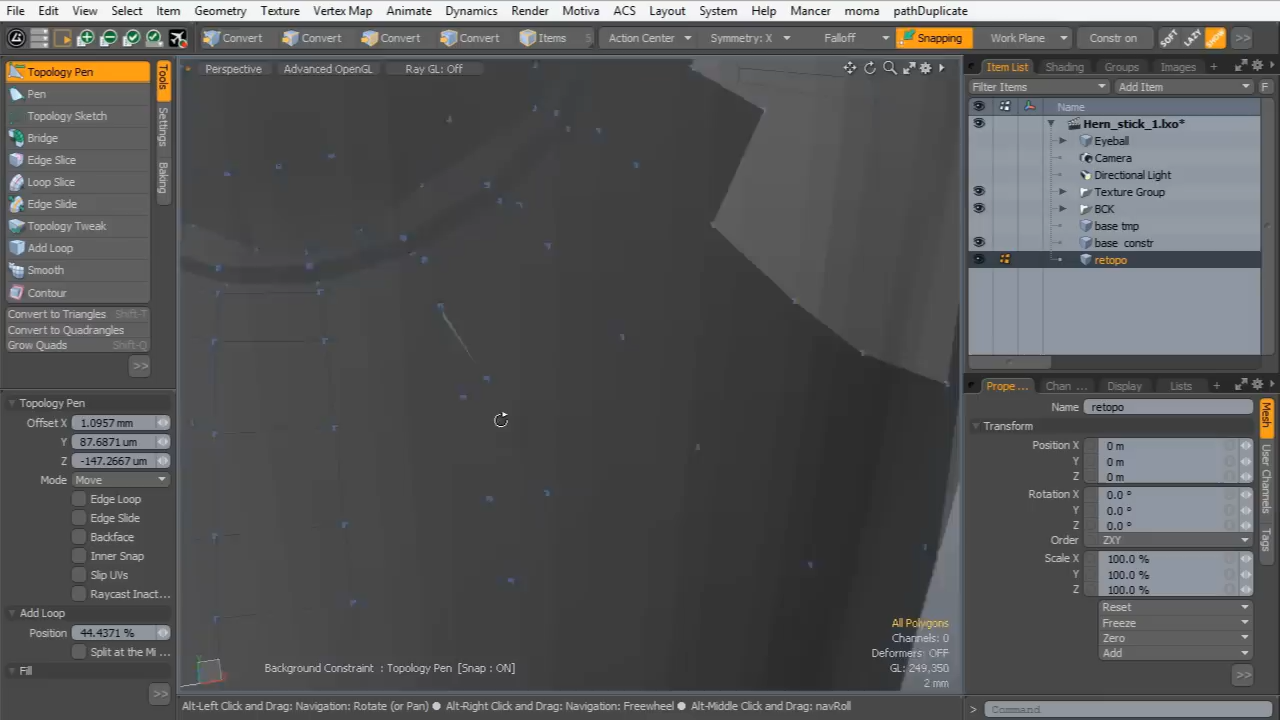 File Edit View Select Item Geometry Texture Vertex Map Animate Dynamics Render Motiva ACS Layout System Help Mancer moma pathDuplicate
Convert Convert Convert Convert Items 5 Action Center Symmetry: X Falloff Snapping Work Plane Constr on SOFT LAZY SHOW >>
Topology Pen
Pen
Topology Sketch
Bridge
Edge Slice
Loop Slice
Edge Slide
Topology Tweak
Add Loop
Smooth
Contour
Convert to Triangles Shift-T
Convert to Quadrangles
Grow Quads Shift-Q
>>
Tools
Settings
Baking
Topology Pen
Offset X 1.0957 mm
Y 87.6871 um
Z -147.2667 um
Mode Move
Edge Loop
Edge Slide
Backface
Inner Snap
Slip UVs
Raycast Inact...
Add Loop
Position 44.4371 %
Split at the Mi ...
Fill
>>
Perspective Advanced OpenGL Ray GL: Off
All Polygons
Channels: 0
Deformers: OFF
GL: 249,350
2 mm
Background Constraint : Topology Pen [Snap : ON]
Alt-Left Click and Drag: Navigation: Rotate (or Pan) ● Alt-Right Click and Drag: Navigation: Freewheel ● Alt-Middle Click and Drag: navRoll
Item List Shading Groups Images +
Filter Items Add Item F
Name
Hern_stick_1.lxo*
Eyeball
Camera
Directional Light
Texture Group
BCK
base tmp
base constr
retopo
Prope ... Chan ... Display Lists +
Name retopo
Transform
Position X 0 m
Y 0 m
Z 0 m
Rotation X 0.0 °
Y 0.0 °
Z 0.0 °
Order ZXY
Scale X 100.0 %
Y 100.0 %
Z 100.0 %
Reset
Freeze
Zero
Add
>>
Mesh
User Channels
Tags
> Command